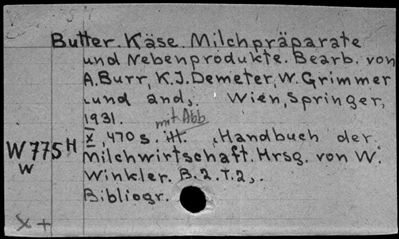 Butter. Käse. Milchpräparate
und Nebenprodukte. Bearb. von
A. Burr, K.J. Demeter, W. Grimmer
und and,. Wien, Springer,
1931. mit Abb
X, 470 s. ill. „Handbuch der
W 775 H
w
Milchwirtschaft. Hrsg. von W.
Winkler. B. 2. T. 2„.
Bibliogr.
x +